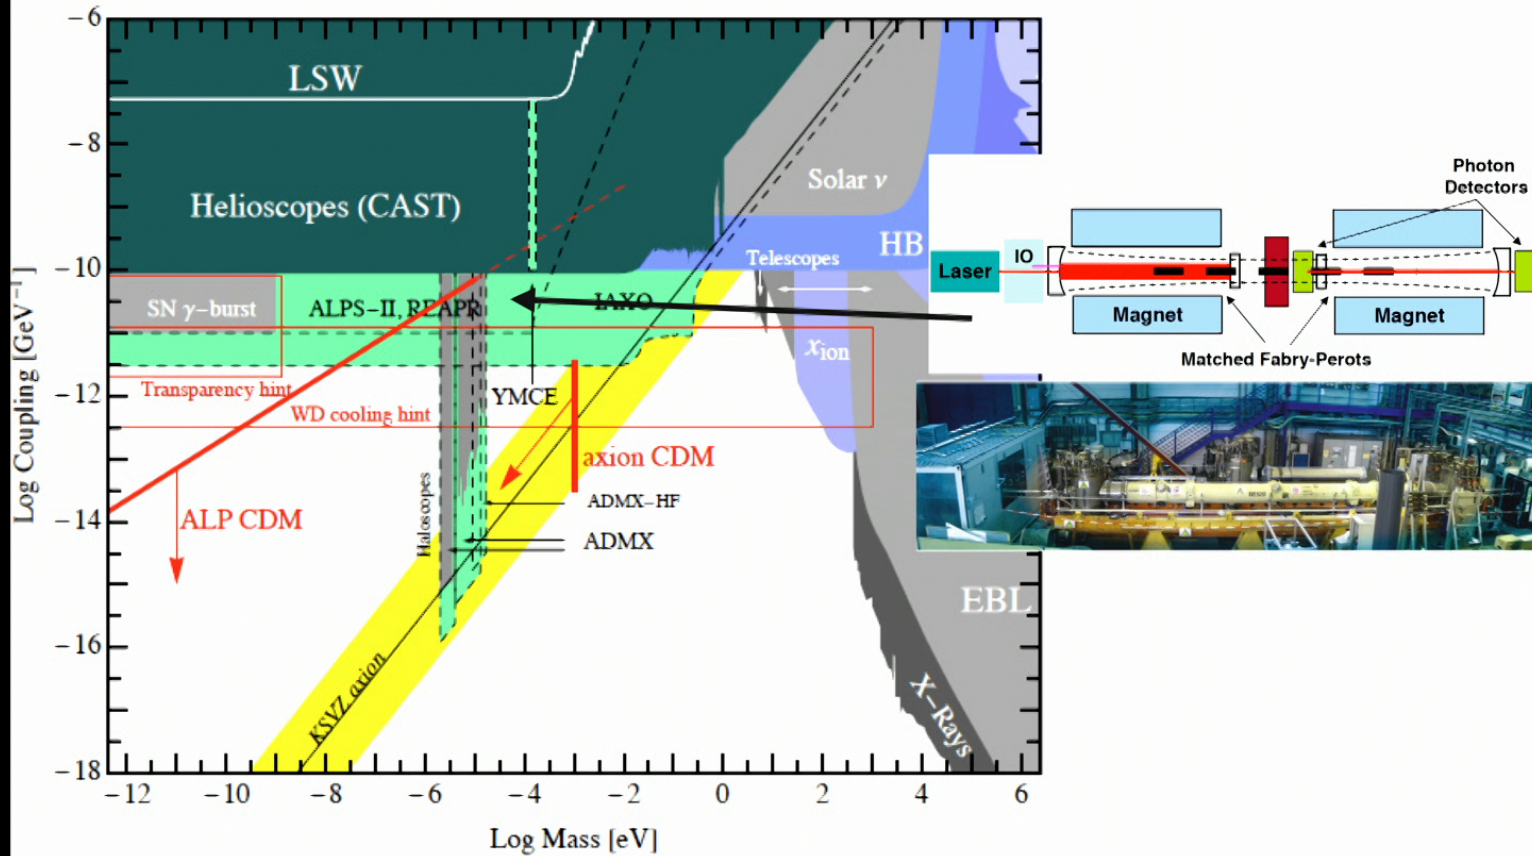 LSW
Helioscopes (CAST)
Solar ν
HB
Telescopes
SN γ−burst
ALPS−II, REAPR
IAXO
xion
Transparency hint
WD cooling hint
YMCE
axion CDM
Haloscopes
ADMX−HF
ADMX
ALP CDM
KSVZ axion
EBL
X−Rays
Log Coupling [GeV⁻¹]
−6
−8
−10
−12
−14
−16
−18
−12 −10 −8 −6 −4 −2 0 2 4 6
Log Mass [eV]
Photon
Detectors
Laser
IO
Magnet
Magnet
Matched Fabry-Perots